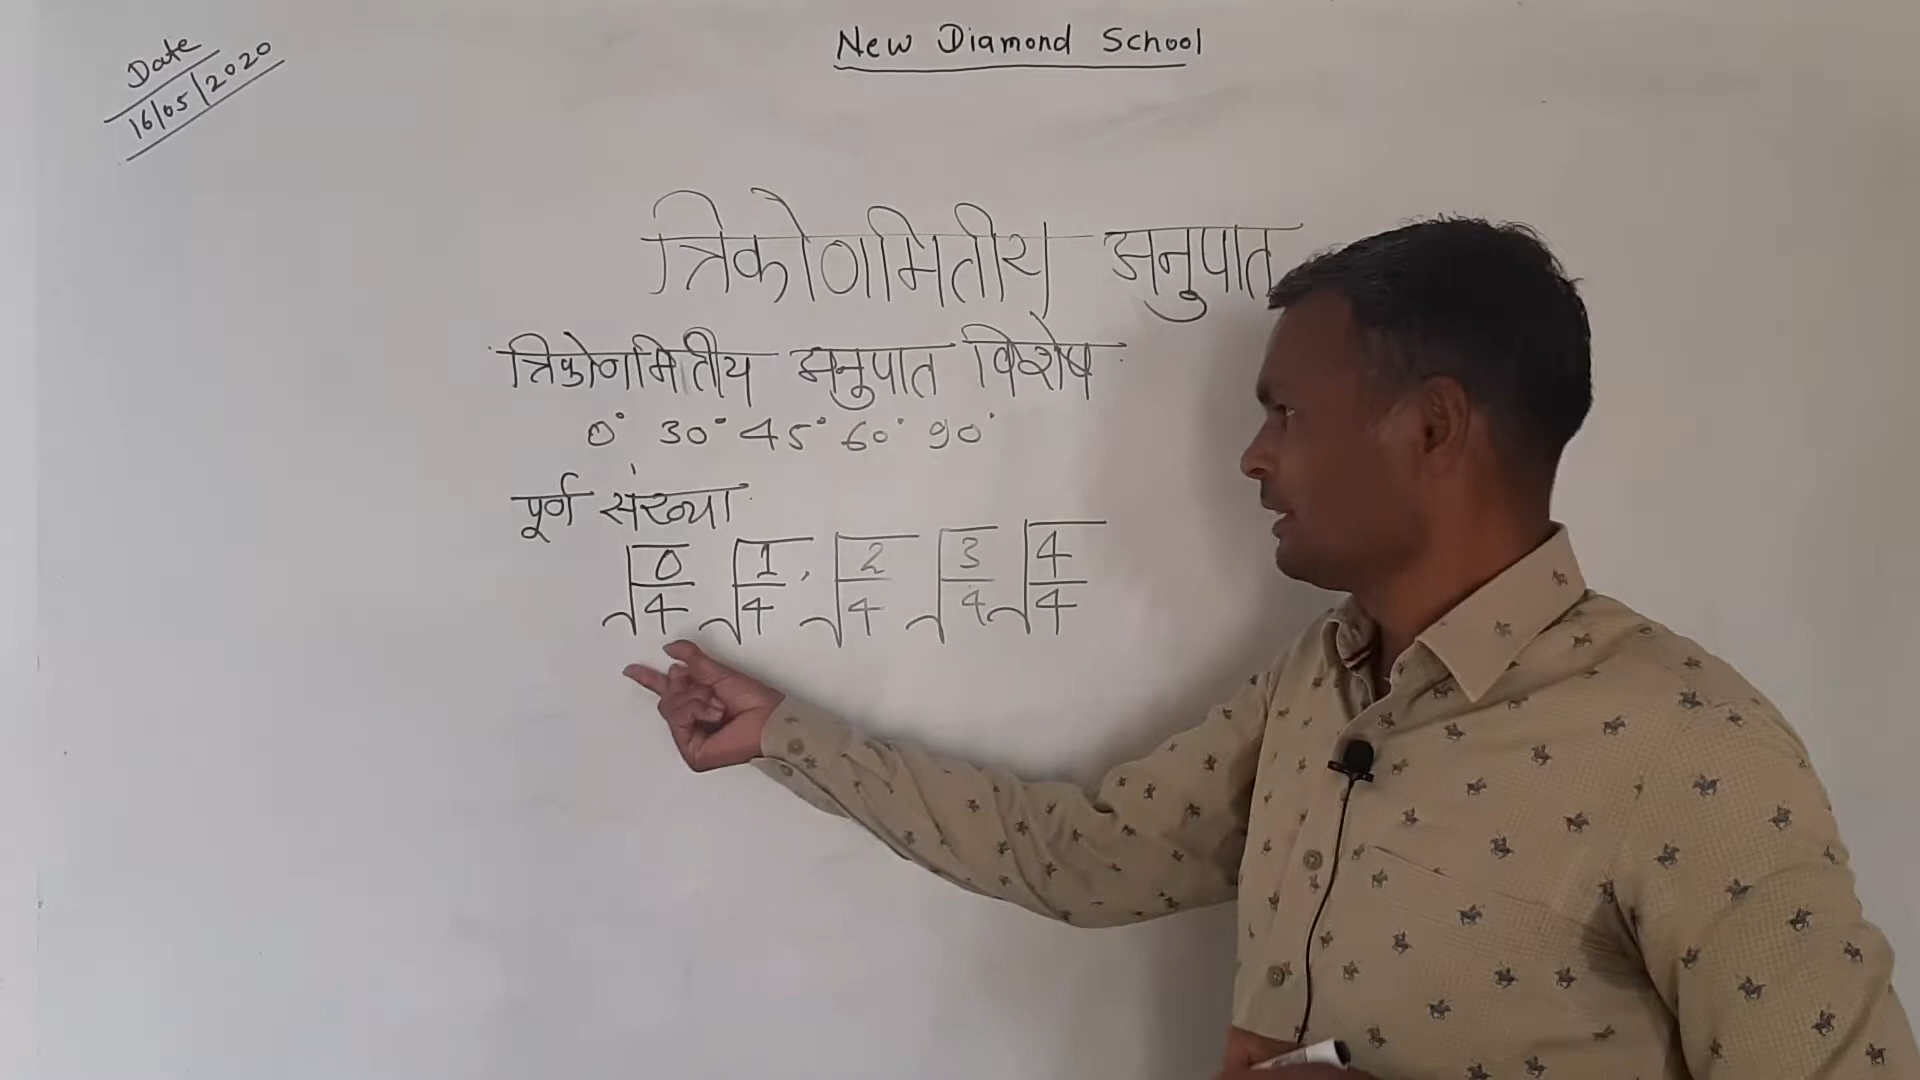 New Diamond School
Date
16/05/2020
त्रिकोणमितीय अनुपात
त्रिकोणमितीय अनुपात विशेष
0° 30° 45° 60° 90°
पूर्ण संख्या
√0/4 √1/4, √2/4 √3/4 √4/4